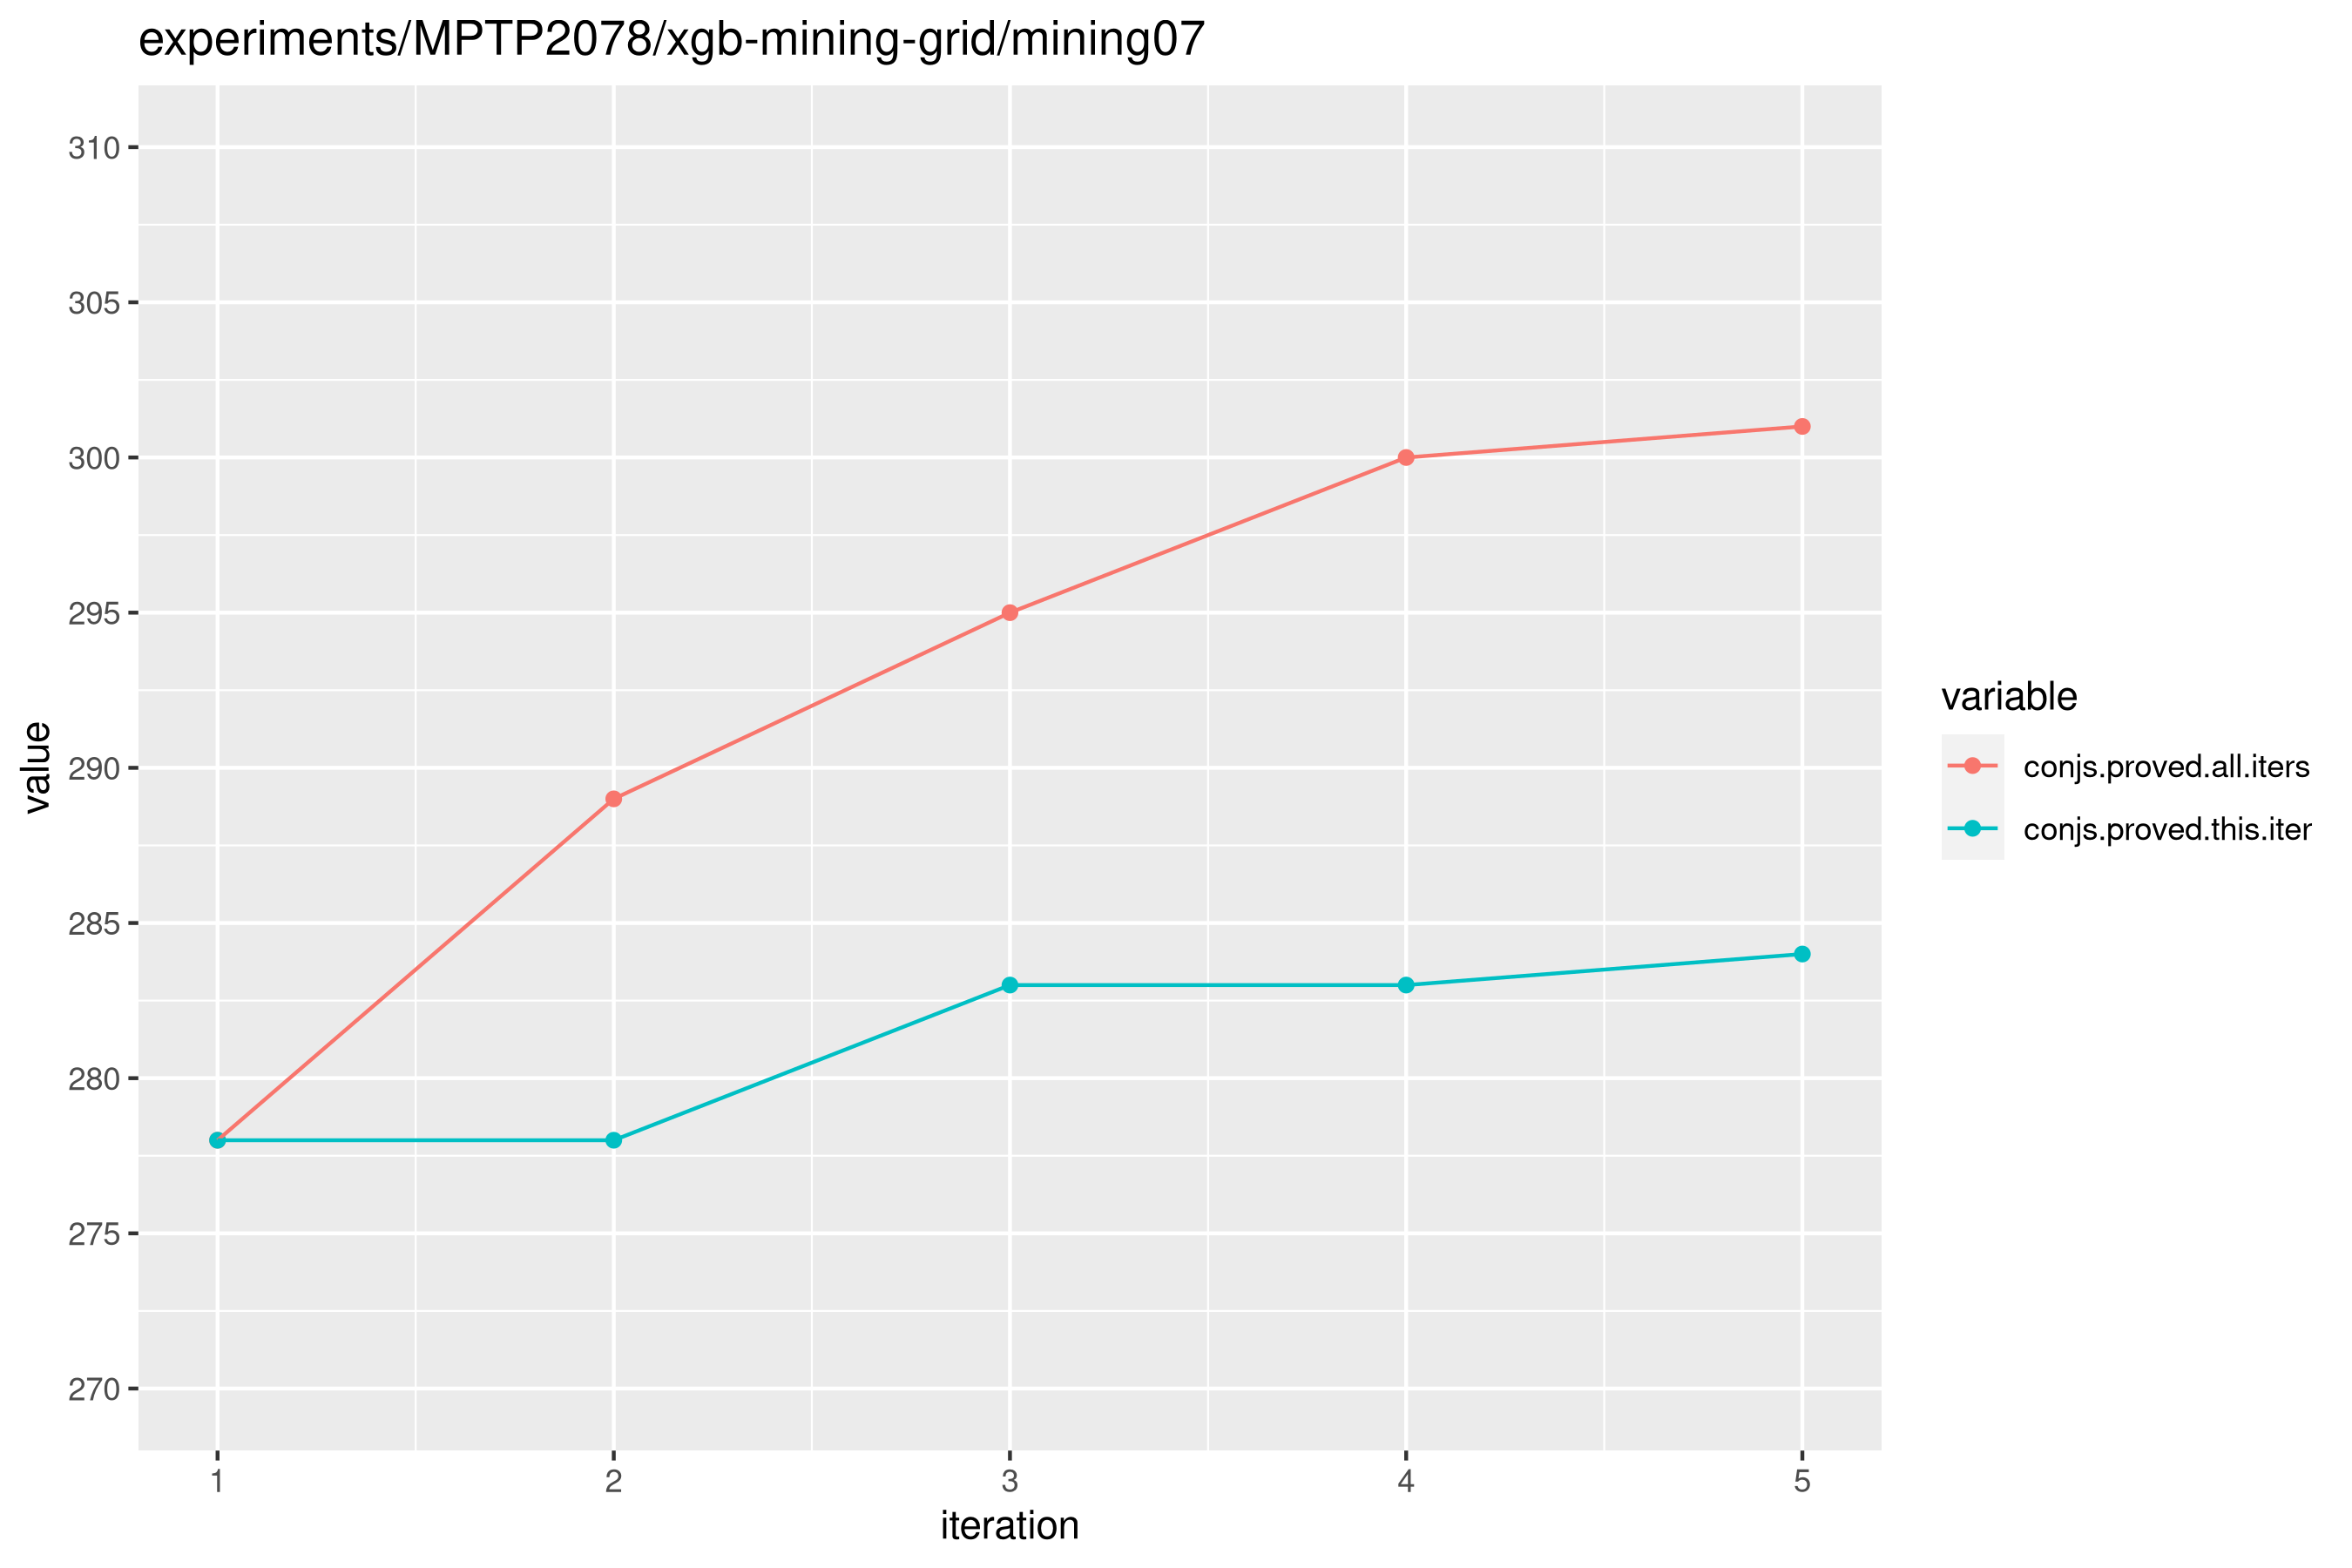 experiments/MPTP2078/xgb-mining-grid/mining07
310
305
300
295
290
285
280
275
270
value
1 2 3 4 5
iteration
variable
conjs.proved.all.iters
conjs.proved.this.iter